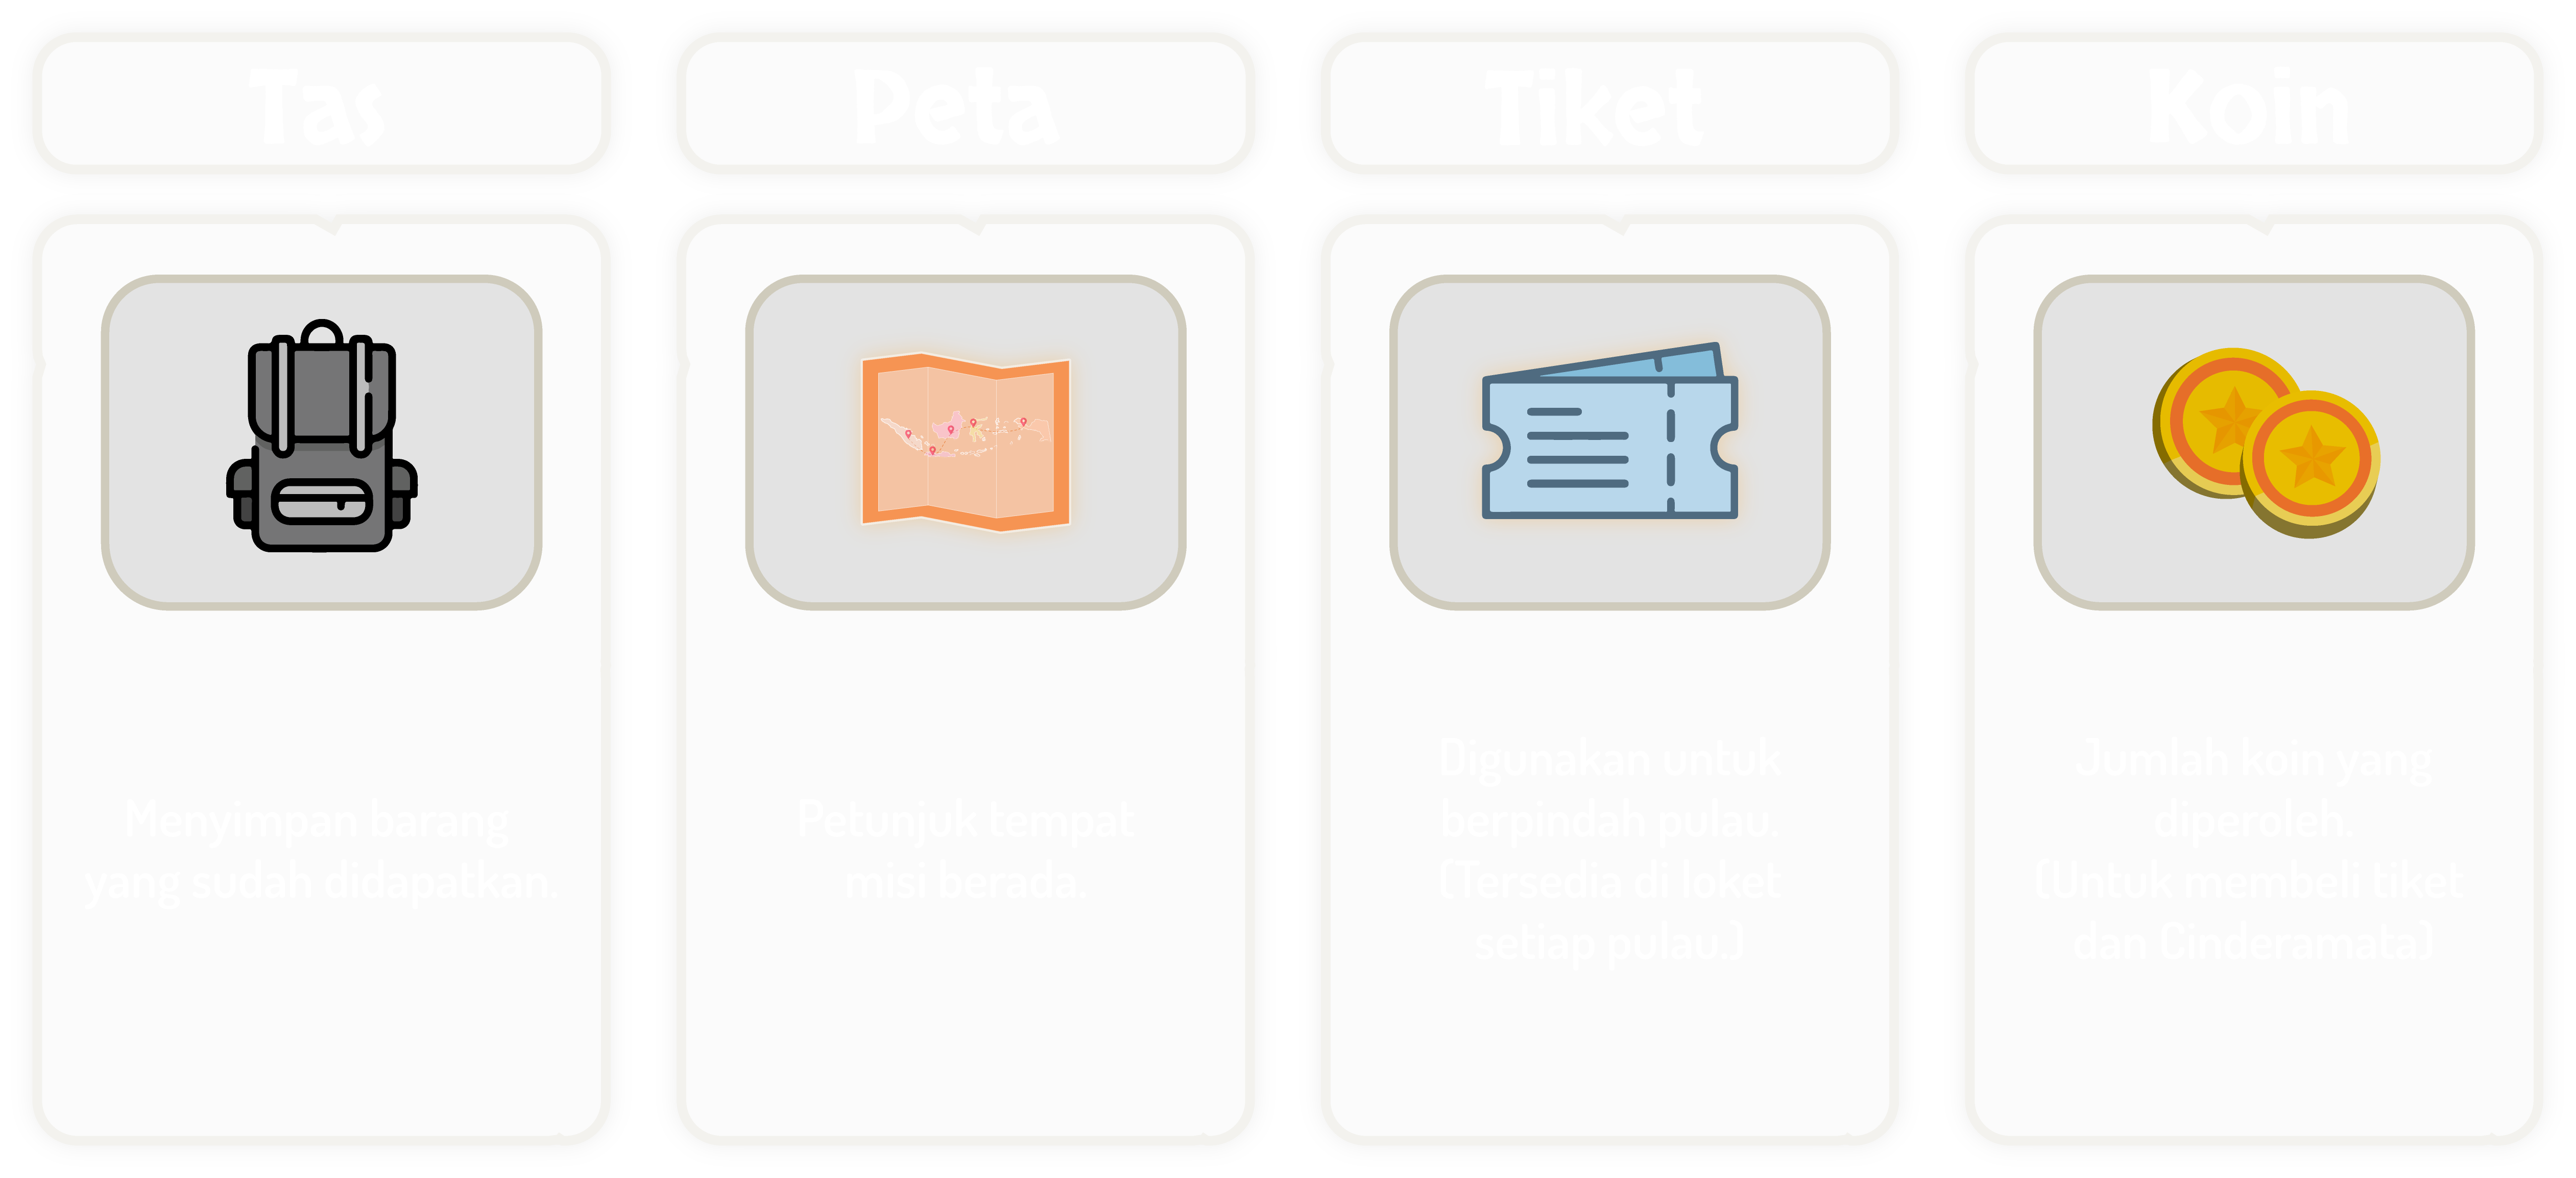 Tas
Menyimpan barang
yang sudah didapatkan.
Peta
Petunjuk tempat
misi berada.
Tiket
Digunakan untuk
berpindah pulau.
(Tersedia di loket
setiap pulau.)
Koin
Jumlah koin yang
diperoleh.
(Untuk membeli tiket
dan Cinderamata)